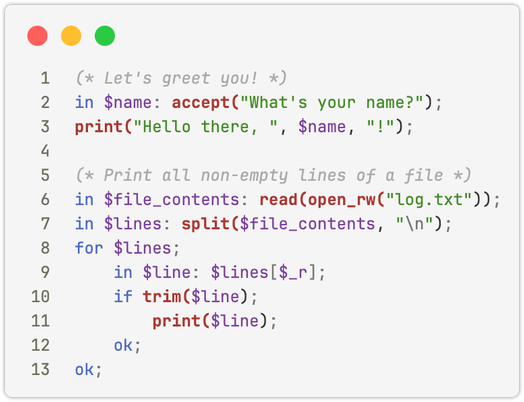 1 (* Let's greet you! *)
2 in $name: accept("What's your name?");
3 print("Hello there, ", $name, "!");
4
5 (* Print all non-empty lines of a file *)
6 in $file_contents: read(open_rw("log.txt"));
7 in $lines: split($file_contents, "\n");
8 for $lines;
9     in $line: $lines[$_r];
10     if trim($line);
11         print($line);
12     ok;
13 ok;